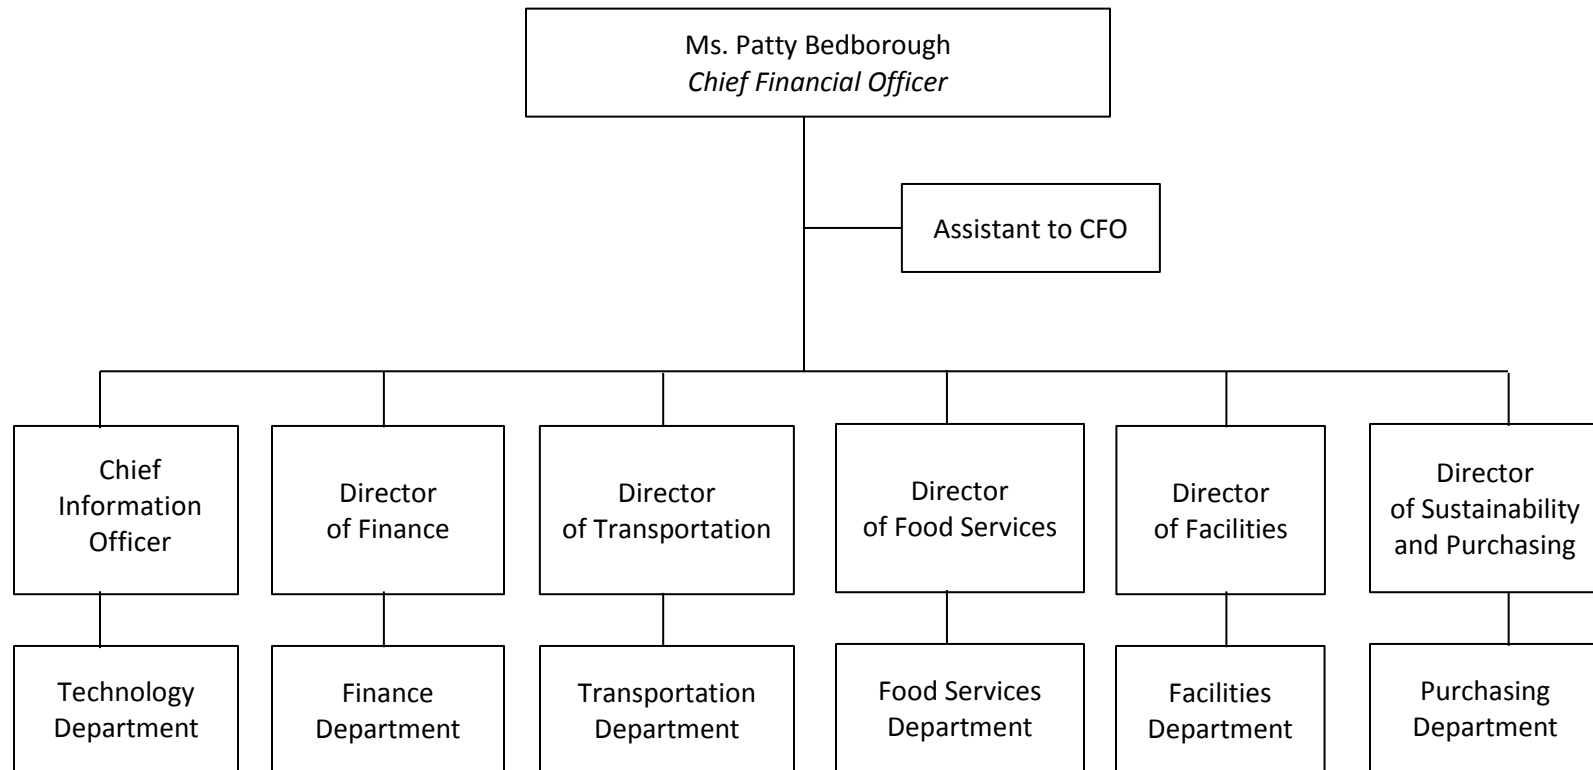 Ms. Patty Bedborough
Chief Financial Officer
Assistant to CFO
Chief
Information
Officer
Director
of Finance
Director
of Transportation
Director
of Food Services
Director
of Facilities
Director
of Sustainability
and Purchasing
Technology
Department
Finance
Department
Transportation
Department
Food Services
Department
Facilities
Department
Purchasing
Department